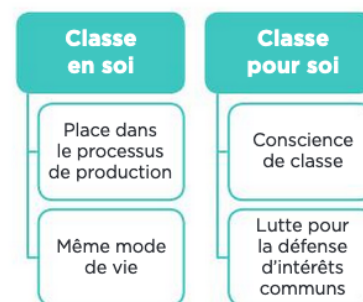 Classe
en soi
Place dans
le processus
de production
Même mode
de vie
Classe
pour soi
Conscience
de classe
Lutte pour
la défense
d'intérêts
communs